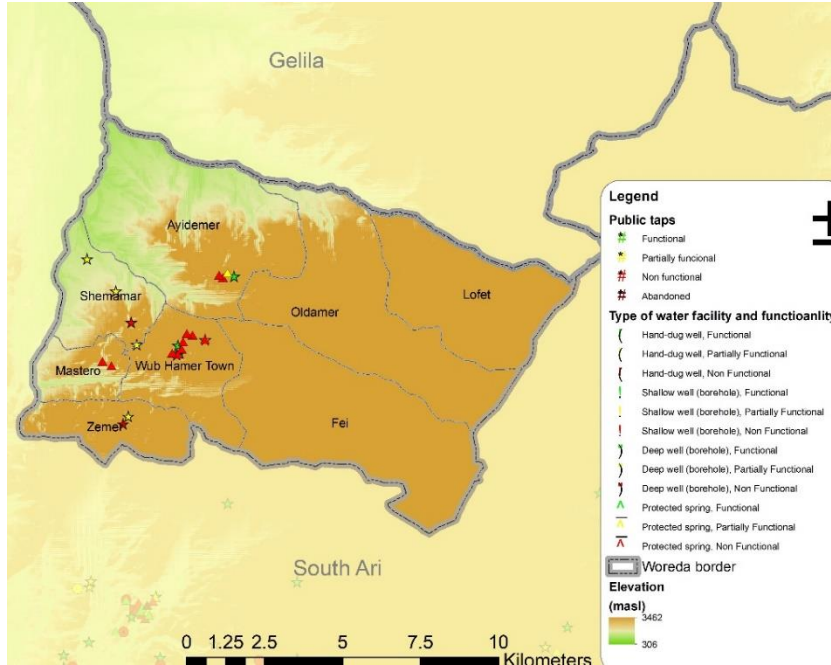 Gelila
Ayidemer
Shemamar
Oldamer
Lofet
Mastero
Wub Hamer Town
Zemer
Fei
South Ari
0 1.25 2.5 5 7.5 10
Kilometers
Legend
Public taps
Functional
Partially funcional
Non functional
Abandoned
Type of water facility and functioanlity
Hand-dug well, Functional
Hand-dug well, Partially Functional
Hand-dug well, Non Functional
Shallow well (borehole), Functional
Shallow well (borehole), Partially Functional
Shallow well (borehole), Non Functional
Deep well (borehole), Functional
Deep well (borehole), Partially Functional
Deep well (borehole), Non Functional
Protected spring, Functional
Protected spring, Partially Functional
Protected spring, Non Functional
Woreda border
Elevation
(masl)
3462
306